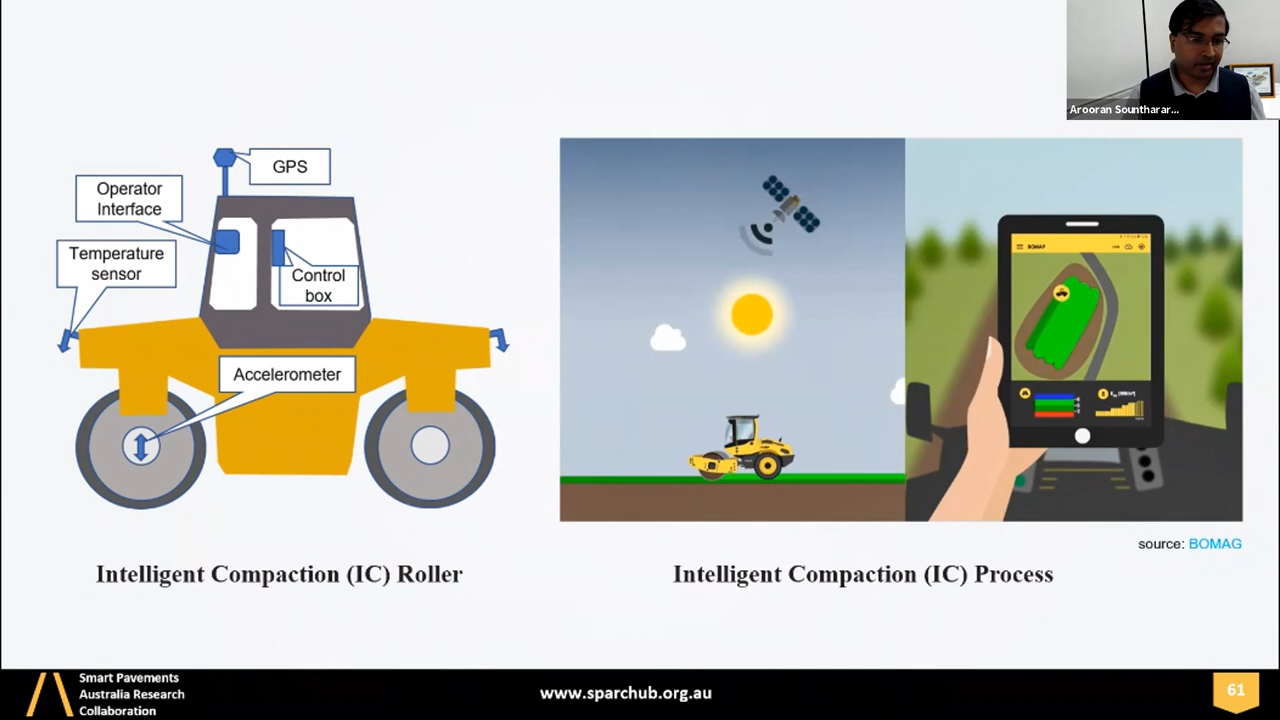 Arooran Sountharar...
GPS
Operator
Interface
Temperature
sensor
Control
box
Accelerometer
BOMAP
source: BOMAG
Intelligent Compaction (IC) Roller
Intelligent Compaction (IC) Process
Smart Pavements
Australia Research
Collaboration
www.sparchub.org.au
61